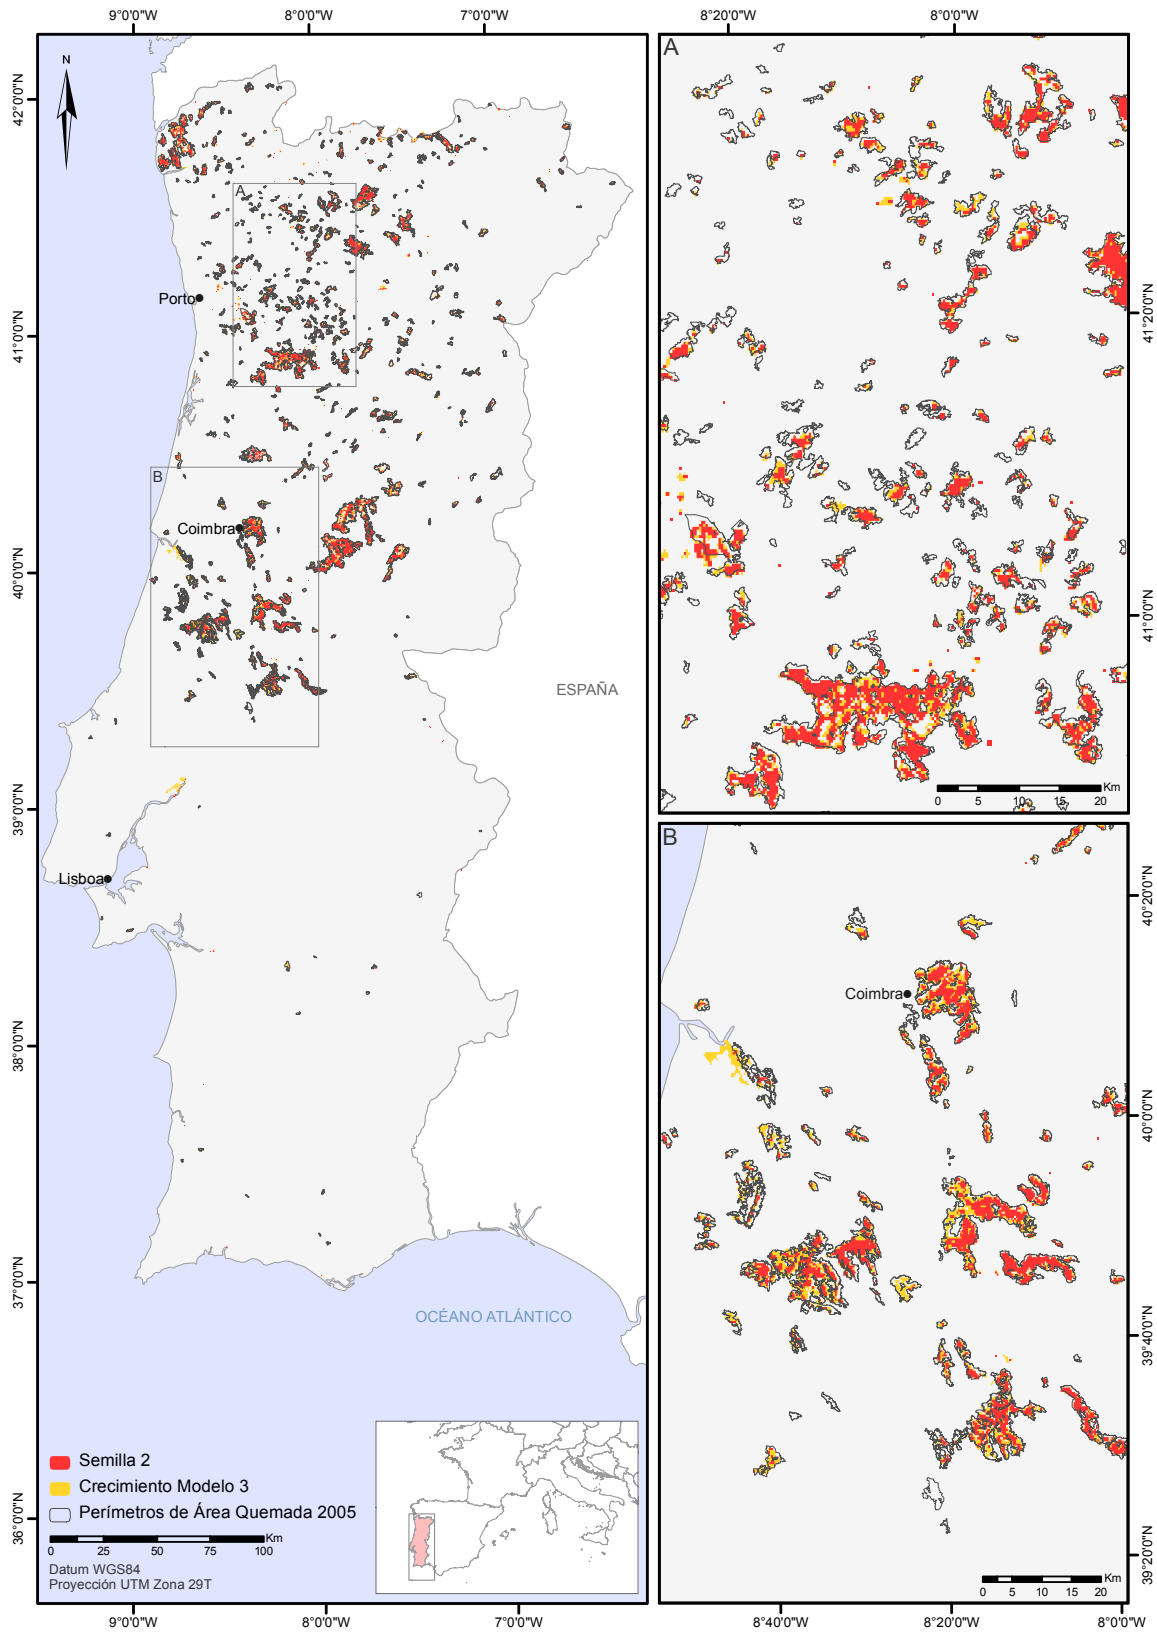 9°0'0"W
8°0'0"W
7°0'0"W
8°20'0"W
8°0'0"W
42°0'0"N
41°0'0"N
40°0'0"N
39°0'0"N
38°0'0"N
37°0'0"N
36°0'0"N
N
A
Porto
B
Coimbra
ESPAÑA
Lisboa
OCÉANO ATLÁNTICO
Semilla 2
Crecimiento Modelo 3
Perímetros de Área Quemada 2005
Km
0 25 50 75 100
Datum WGS84
Proyección UTM Zona 29T
9°0'0"W
8°0'0"W
7°0'0"W
A
41°20'0"N
41°0'0"N
Km
0 5 10 15 20
B
Coimbra
40°20'0"N
40°0'0"N
39°40'0"N
39°20'0"N
Km
0 5 10 15 20
8°40'0"W
8°20'0"W
8°0'0"W